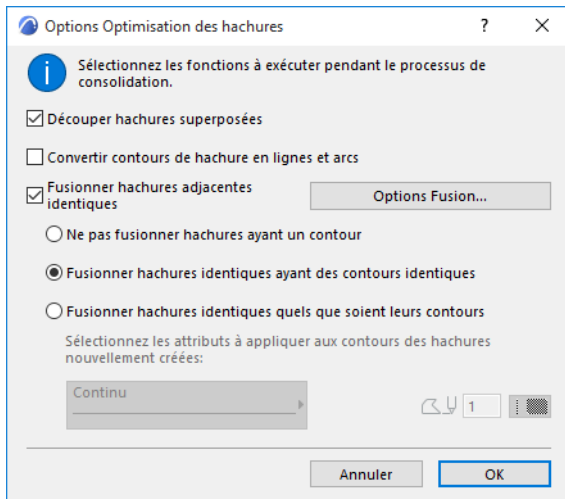 Options Optimisation des hachures
?
Sélectionnez les fonctions à exécuter pendant le processus de
consolidation.
Découper hachures superposées
Convertir contours de hachure en lignes et arcs
Fusionner hachures adjacentes
identiques
Options Fusion...
Ne pas fusionner hachures ayant un contour
Fusionner hachures identiques ayant des contours identiques
Fusionner hachures identiques quels que soient leurs contours
Sélectionnez les attributs à appliquer aux contours des hachures
nouvellement créées:
Continu
1
Annuler
OK